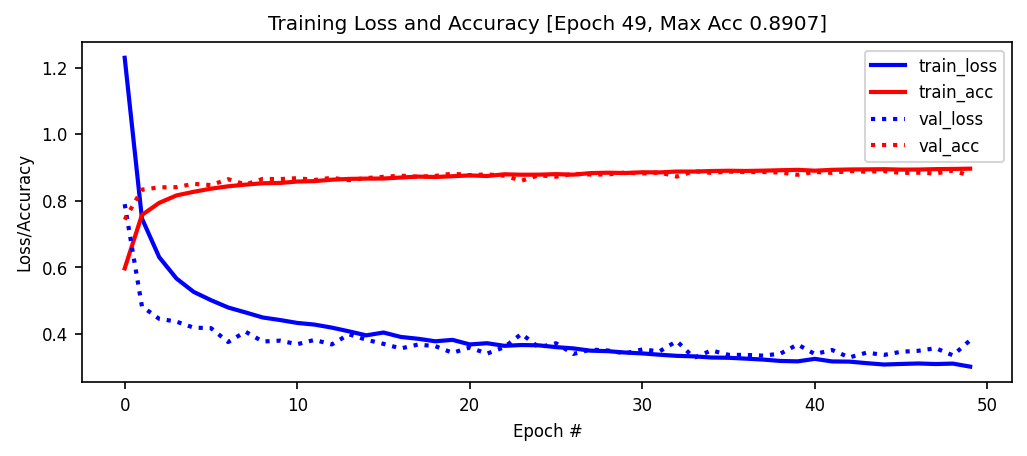 Training Loss and Accuracy [Epoch 49, Max Acc 0.8907]
train_loss
train_acc
val_loss
val_acc
Loss/Accuracy
1.2
1.0
0.8
0.6
0.4
0 10 20 30 40 50
Epoch #